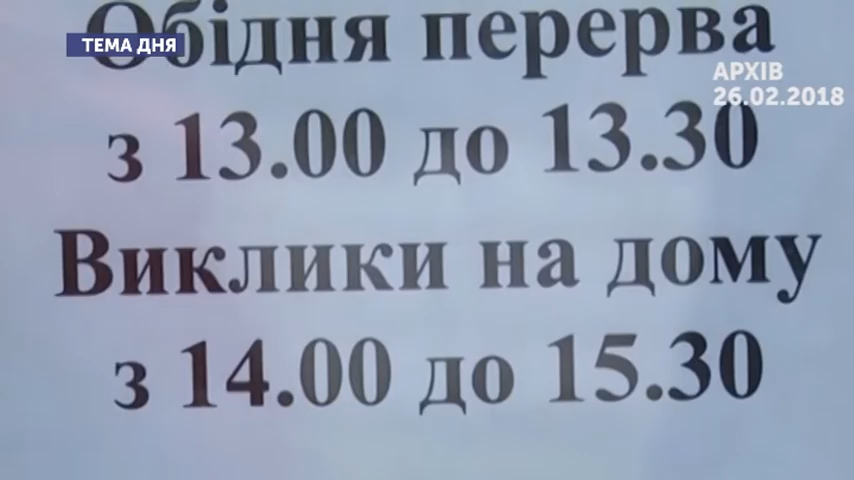 ТЕМА ДНЯ
Обідня перерва
АРХІВ
26.02.2018
з 13.00 до 13.30
Виклики на дому
з 14.00 до 15.30